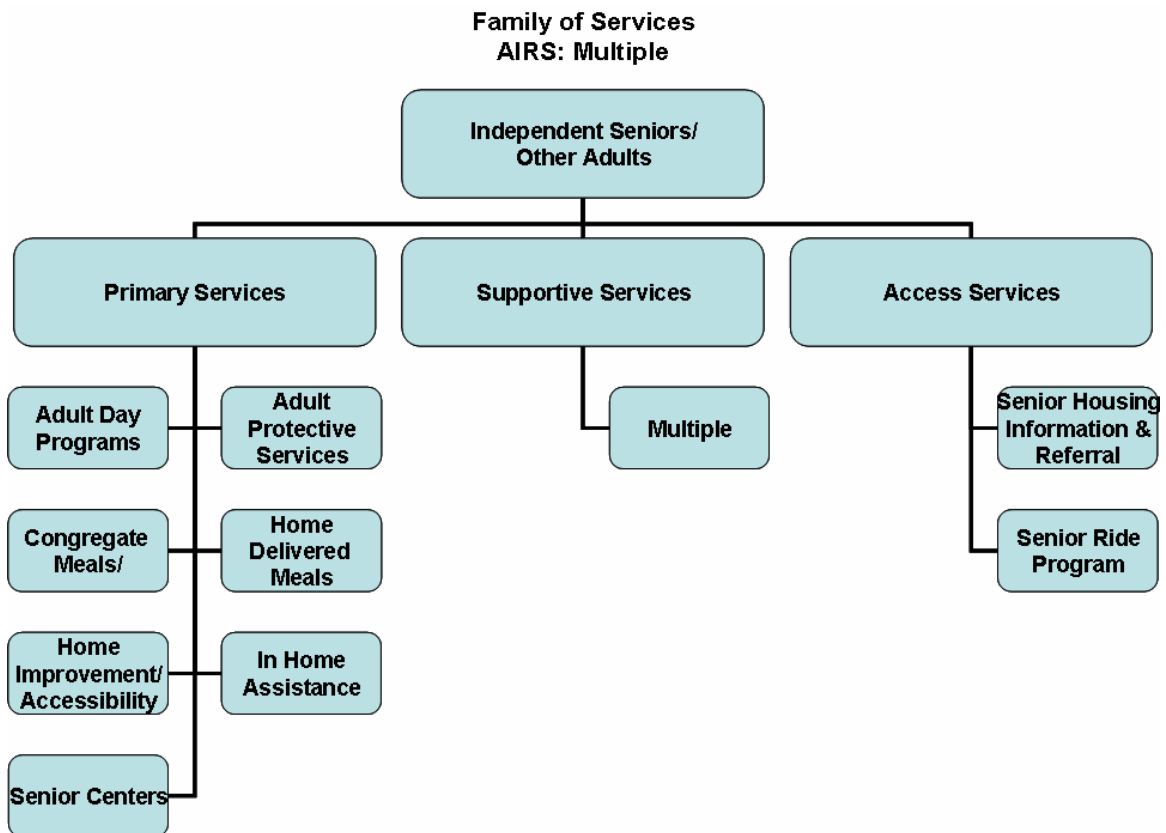 Family of Services
AIRS: Multiple
Independent Seniors/
Other Adults
Primary Services
Supportive Services
Access Services
Adult Day
Programs
Adult
Protective
Services
Multiple
Senior Housing
Information &
Referral
Congregate
Meals/
Home
Delivered
Meals
Senior Ride
Program
Home
Improvement/
Accessibility
In Home
Assistance
Senior Centers